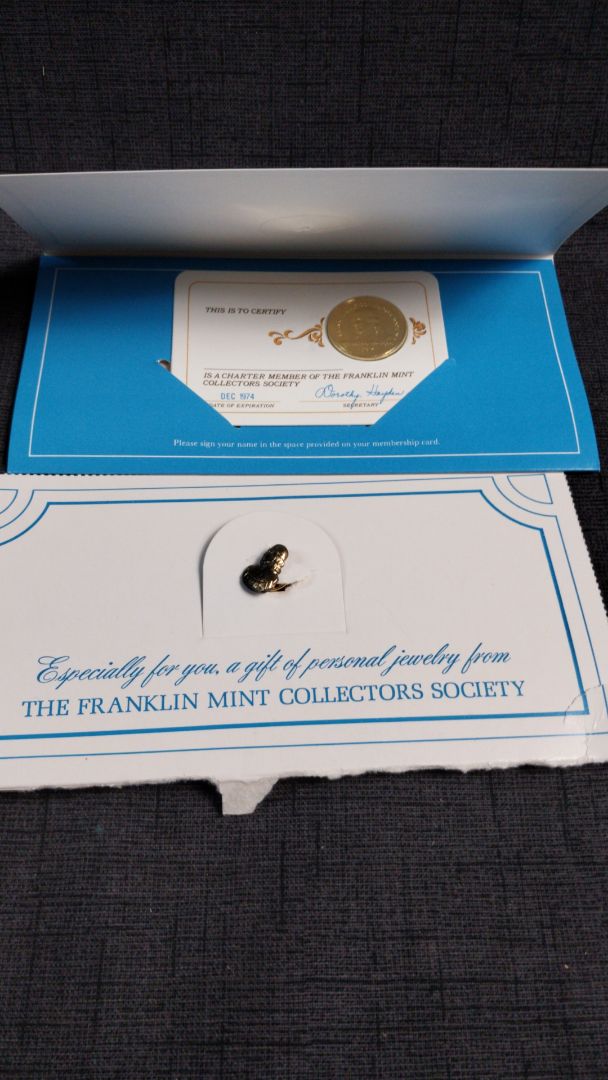 THIS IS TO CERTIFY
IS A CHARTER MEMBER OF THE FRANKLIN MINT
COLLECTORS SOCIETY
DEC 1974
DATE OF EXPIRATION
Dorothy Hayden
SECRETARY
Please sign your name in the space provided on your membership card.
Especially for you, a gift of personal jewelry from
THE FRANKLIN MINT COLLECTORS SOCIETY